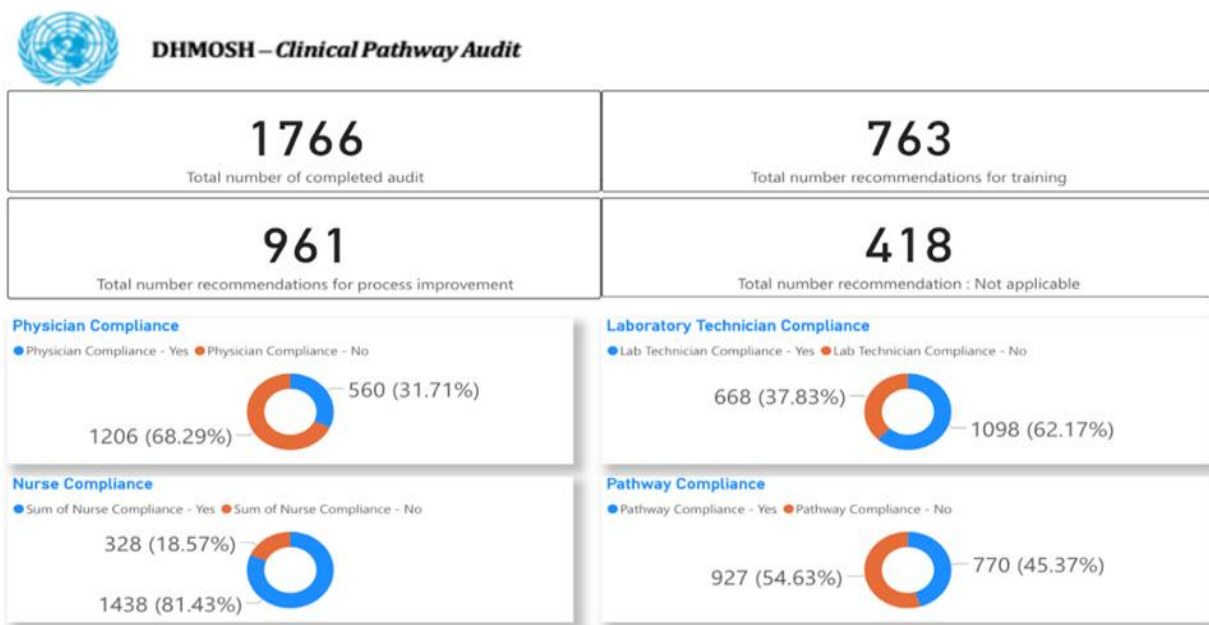 DHMOSH – Clinical Pathway Audit
1766
Total number of completed audit
763
Total number recommendations for training
961
Total number recommendations for process improvement
418
Total number recommendation : Not applicable
Physician Compliance
Physician Compliance - Yes Physician Compliance - No
560 (31.71%)
1206 (68.29%)
Laboratory Technician Compliance
Lab Technician Compliance - Yes Lab Technician Compliance - No
668 (37.83%)
1098 (62.17%)
Nurse Compliance
Sum of Nurse Compliance - Yes Sum of Nurse Compliance - No
328 (18.57%)
1438 (81.43%)
Pathway Compliance
Pathway Compliance - Yes Pathway Compliance - No
770 (45.37%)
927 (54.63%)